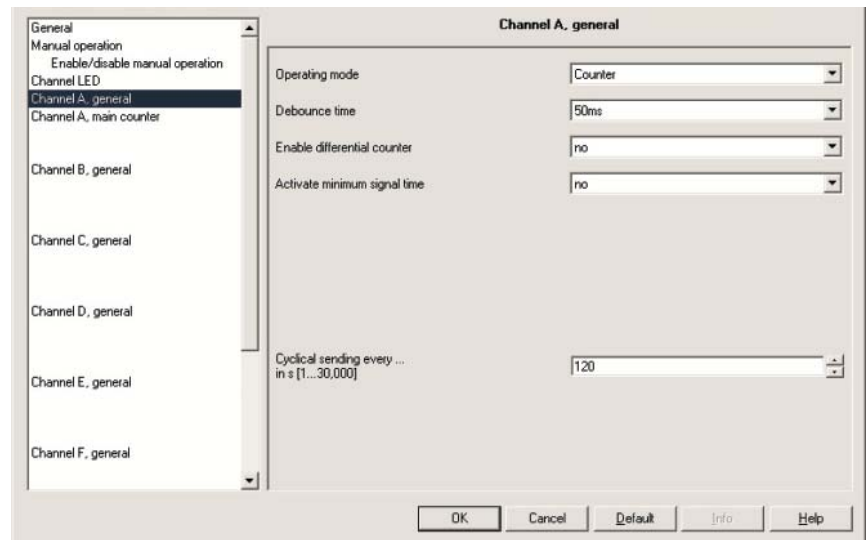 General
Manual operation
Enable/disable manual operation
Channel LED
Channel A, general
Channel A, main counter
Channel B, general
Channel C, general
Channel D, general
Channel E, general
Channel F, general
Channel A, general
Operating mode
Counter
Debounce time
50ms
Enable differential counter
no
Activate minimum signal time
no
Cyclical sending every ...
in s [1...30,000]
120
OK
Cancel
Default
Info
Help